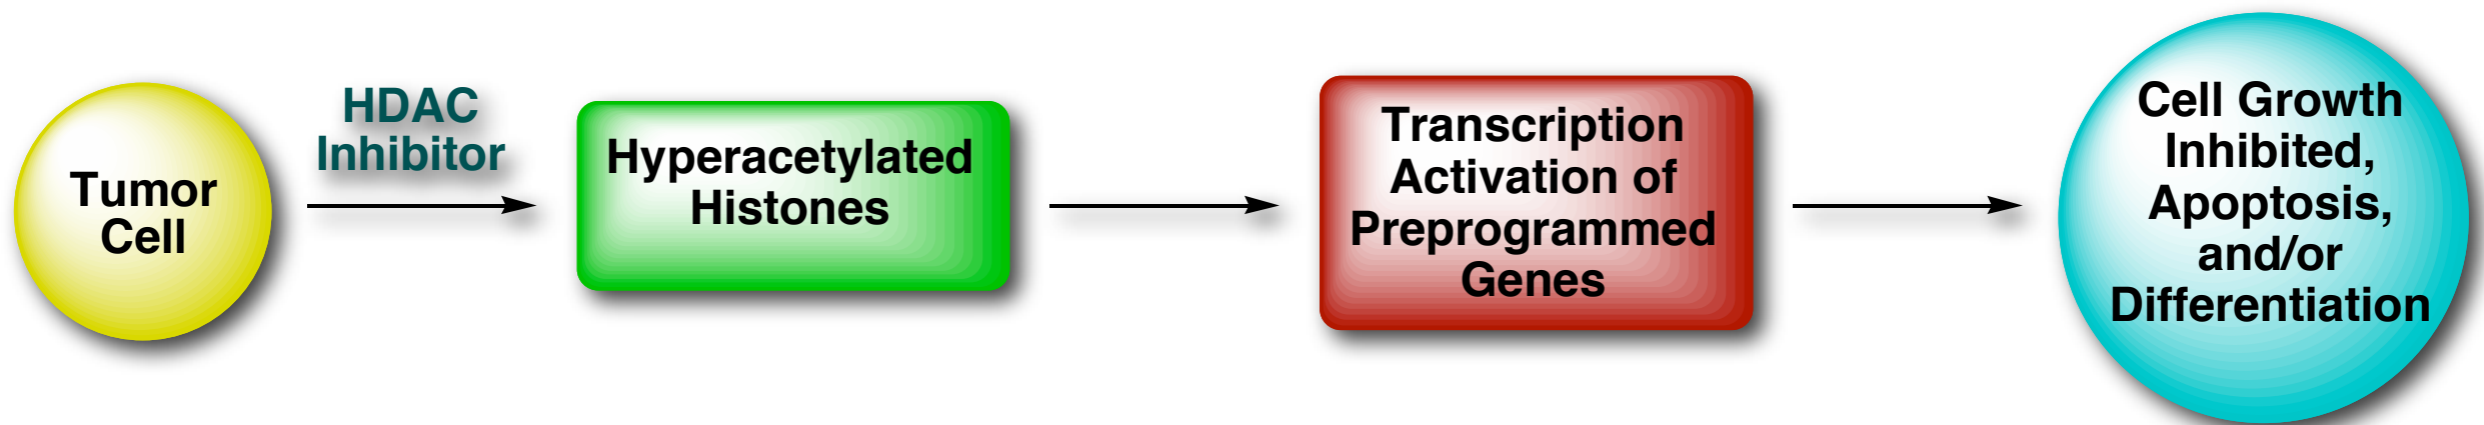 Tumor
Cell
HDAC
Inhibitor
Hyperacetylated
Histones
Transcription
Activation of
Preprogrammed
Genes
Cell Growth
Inhibited,
Apoptosis,
and/or
Differentiation